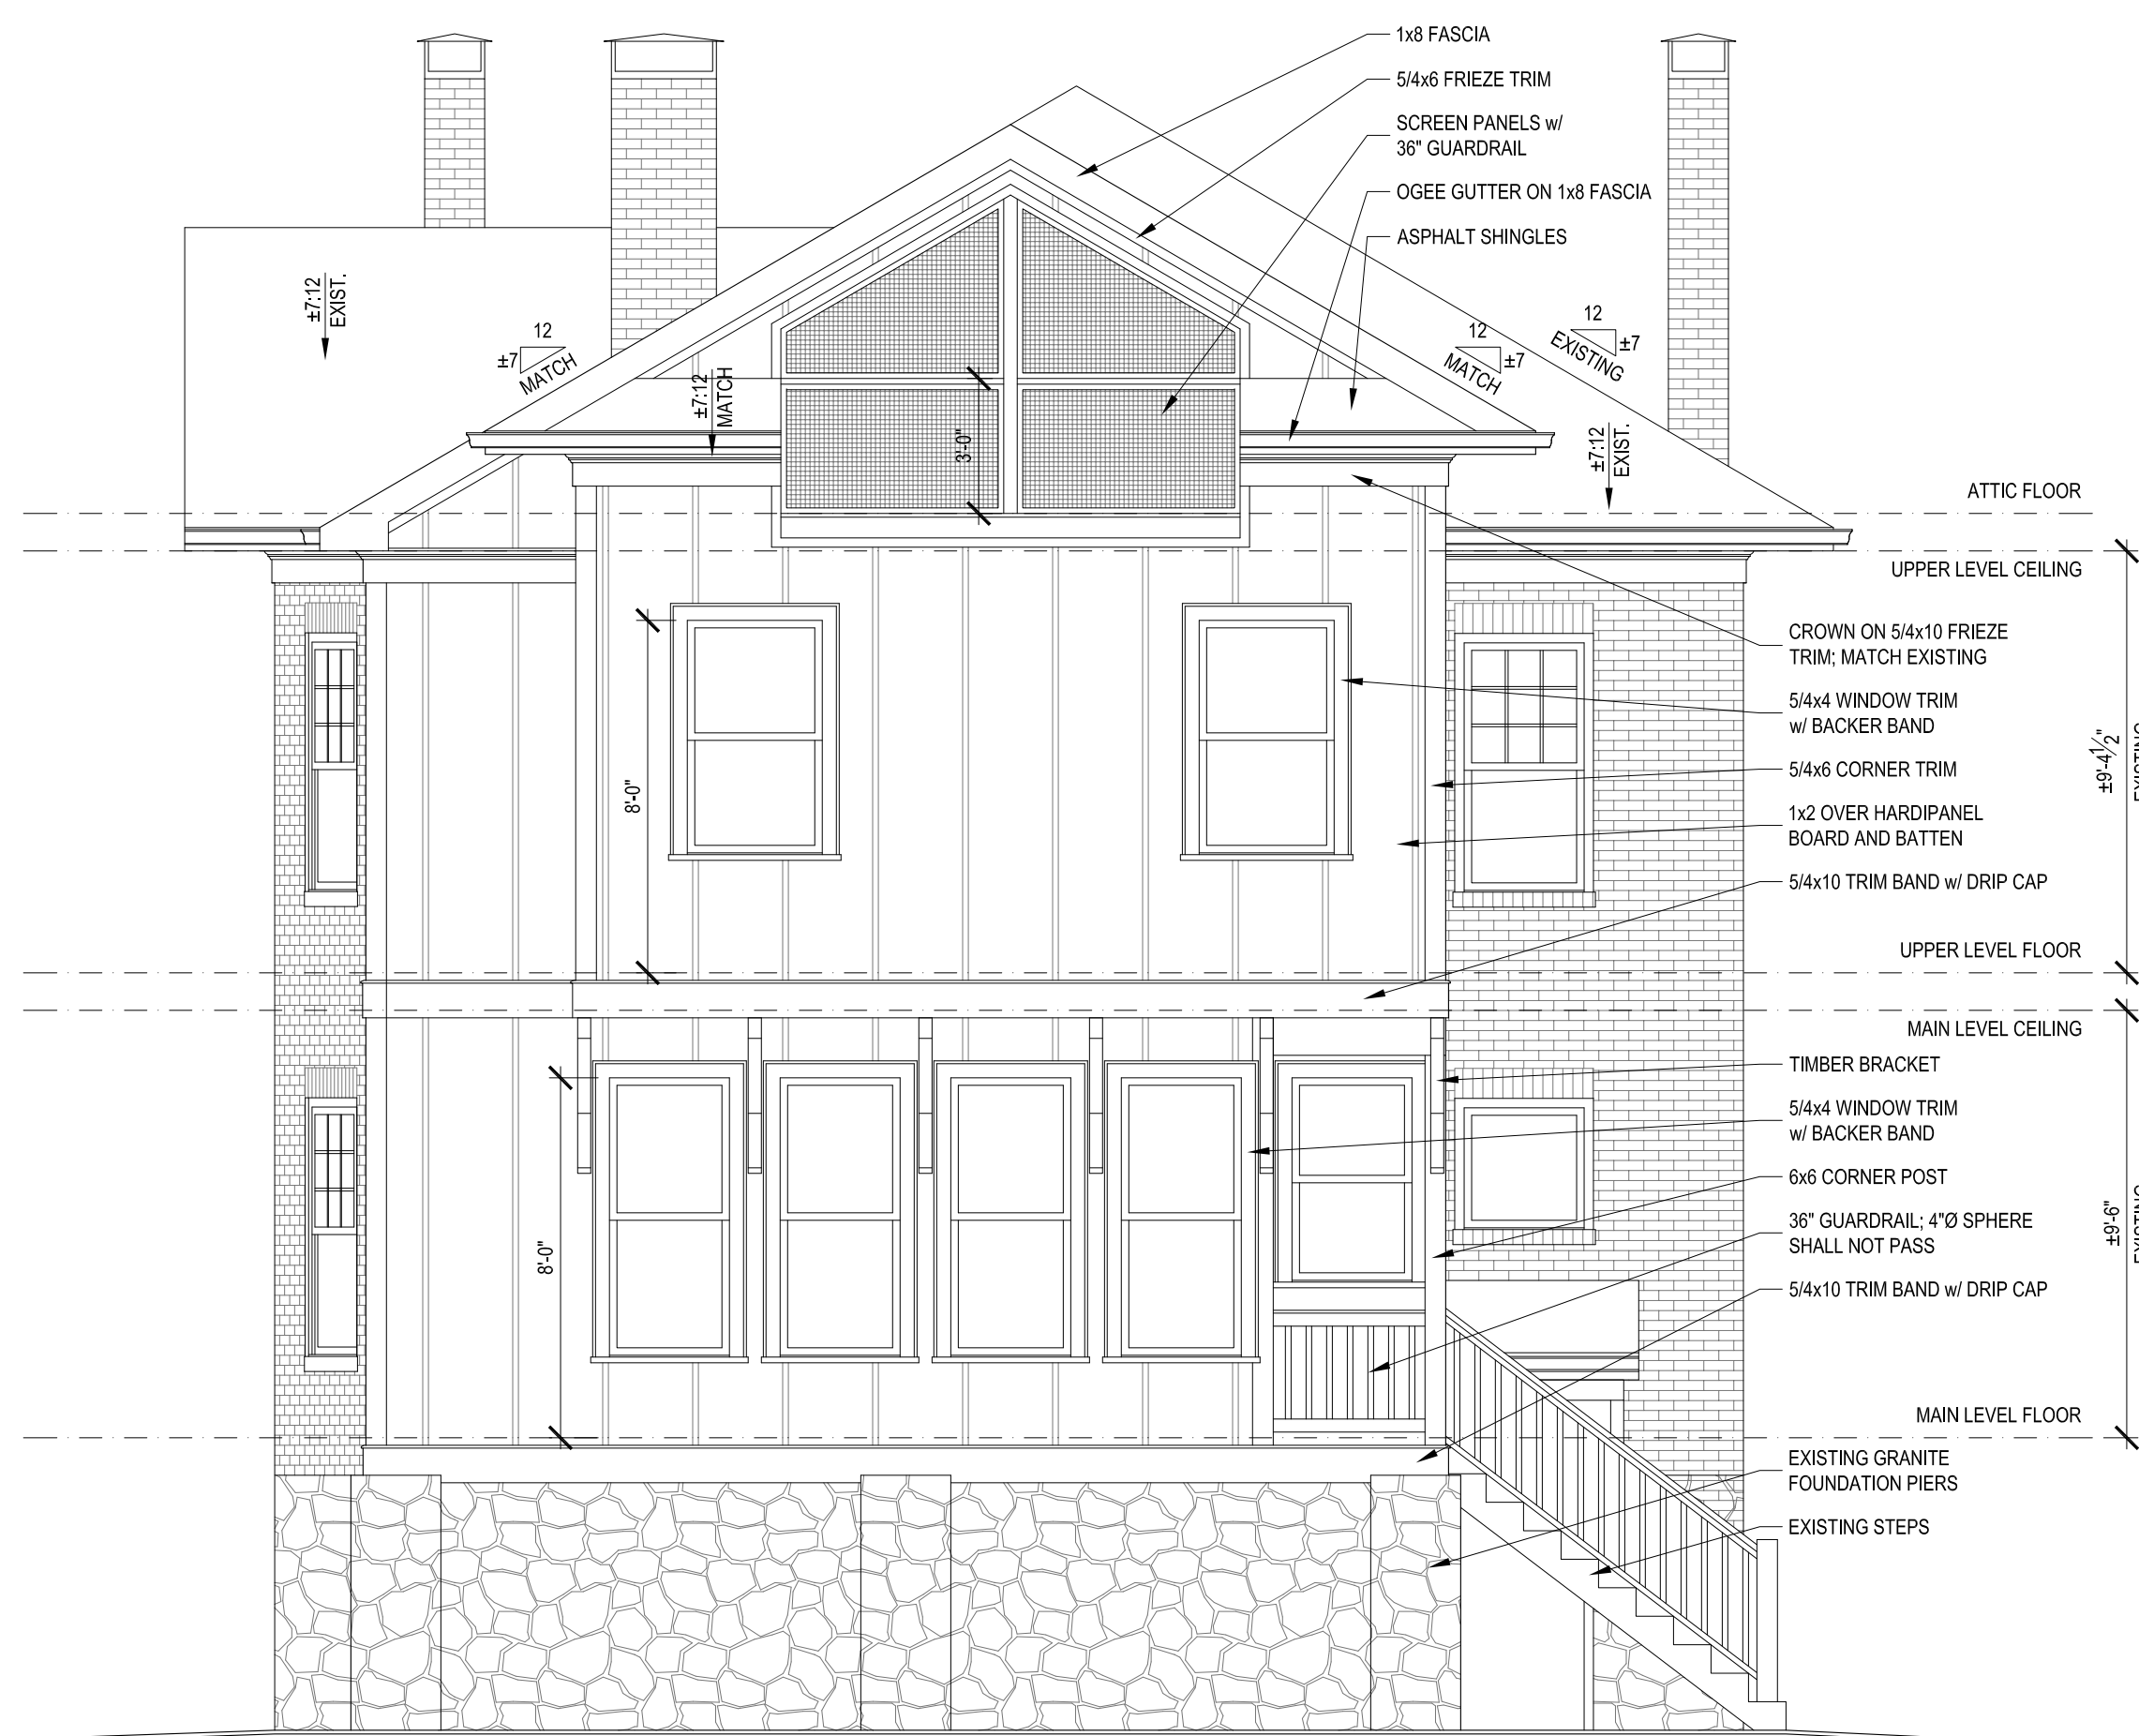 1x8 FASCIA
5/4x6 FRIEZE TRIM
SCREEN PANELS w/
36" GUARDRAIL
OGEE GUTTER ON 1x8 FASCIA
ASPHALT SHINGLES
±7:12
EXIST.
12
±7
MATCH
±7:12
MATCH
3'-0"
12
±7
MATCH
12
±7
EXISTING
±7:12
EXIST.
ATTIC FLOOR
UPPER LEVEL CEILING
CROWN ON 5/4x10 FRIEZE
TRIM; MATCH EXISTING
5/4x4 WINDOW TRIM
w/ BACKER BAND
5/4x6 CORNER TRIM
1x2 OVER HARDIPANEL
BOARD AND BATTEN
5/4x10 TRIM BAND w/ DRIP CAP
8'-0"
±9'-4½"
EXISTING
UPPER LEVEL FLOOR
MAIN LEVEL CEILING
TIMBER BRACKET
5/4x4 WINDOW TRIM
w/ BACKER BAND
6x6 CORNER POST
36" GUARDRAIL; 4"Ø SPHERE
SHALL NOT PASS
5/4x10 TRIM BAND w/ DRIP CAP
8'-0"
±9'-6"
EXISTING
MAIN LEVEL FLOOR
EXISTING GRANITE
FOUNDATION PIERS
EXISTING STEPS